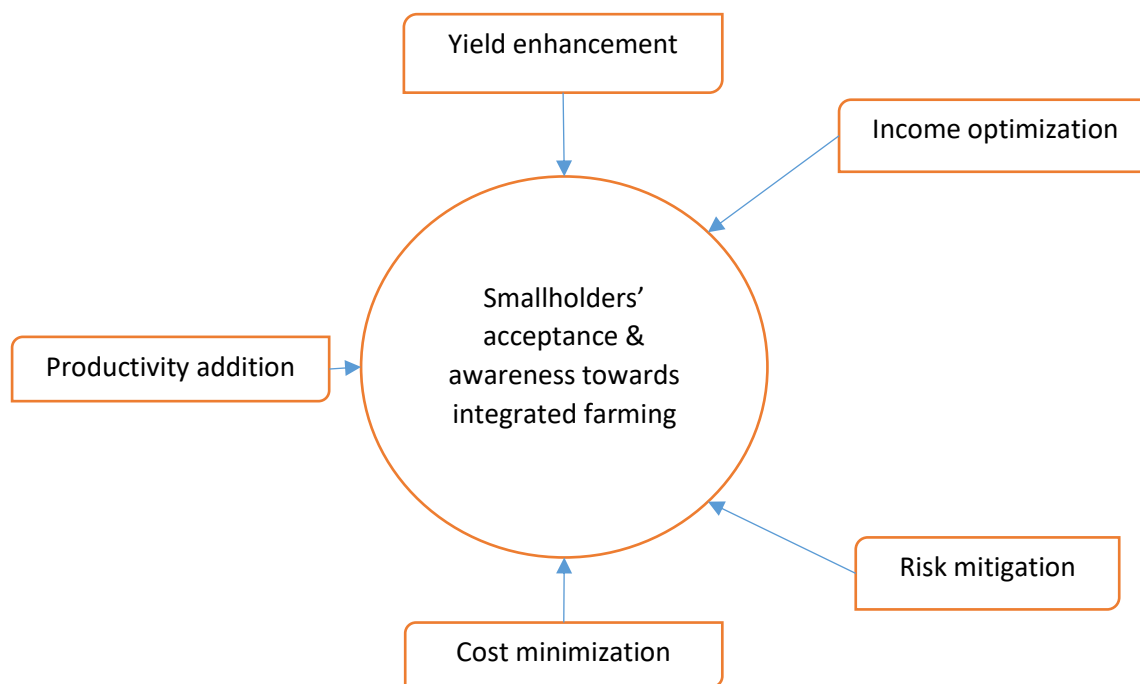 Yield enhancement
Income optimization
Smallholders’
acceptance &
awareness towards
integrated farming
Productivity addition
Risk mitigation
Cost minimization